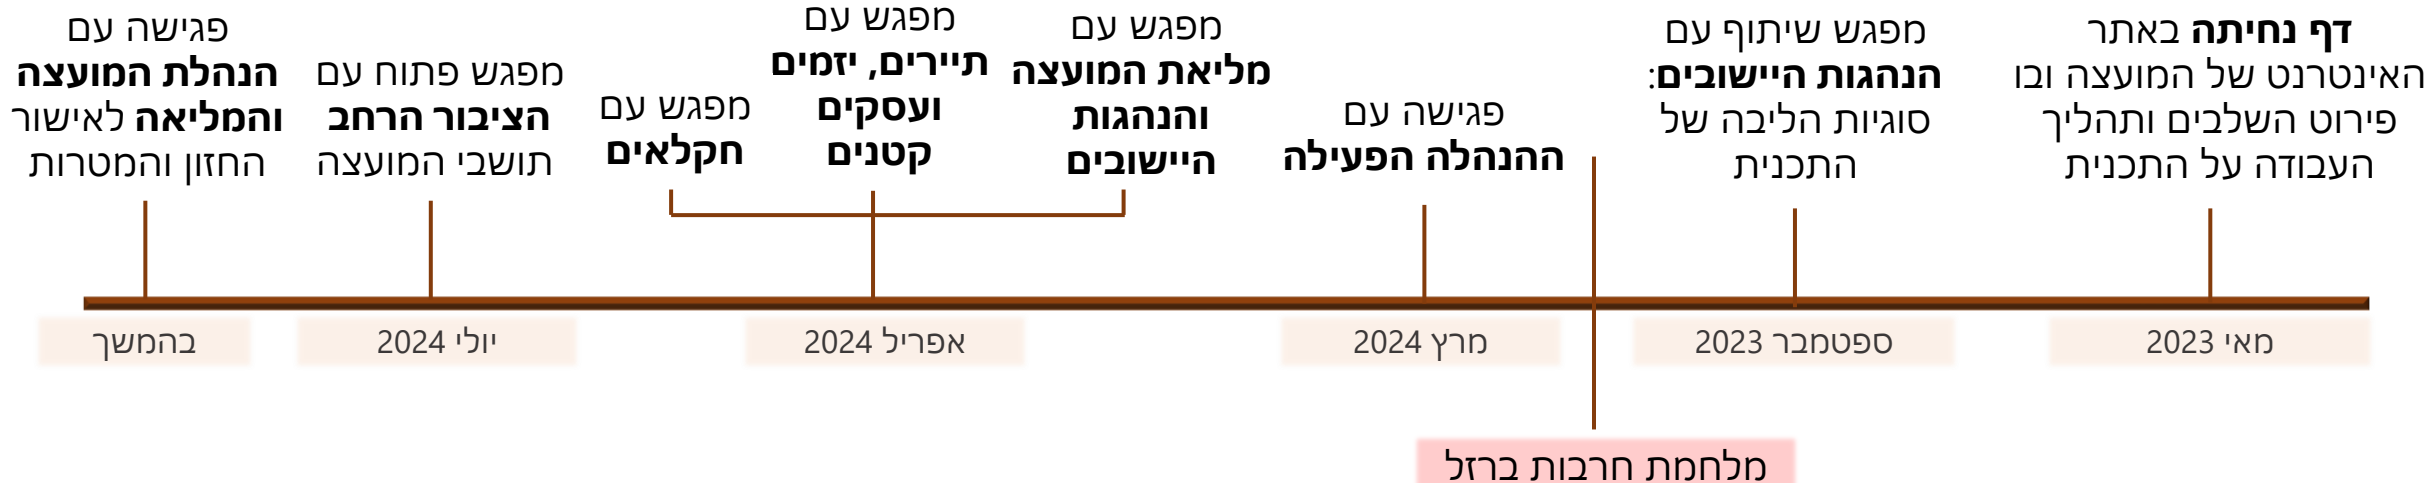 דף נחיתה באתר
האינטרנט של המועצה ובו
פירוט השלבים ותהליך
העבודה על התכנית
מאי 2023
מפגש שיתוף עם
הנהגות היישובים:
סוגיות הליבה של
התכנית
ספטמבר 2023
מלחמת חרבות ברזל
פגישה עם
ההנהלה הפעילה
מרץ 2024
מפגש עם
מליאת המועצה
והנהגות
היישובים
מפגש עם
תיירים, יזמים
ועסקים
קטנים
מפגש עם
חקלאים
אפריל 2024
מפגש פתוח עם
הציבור הרחב
תושבי המועצה
יולי 2024
פגישה עם
הנהלת המועצה
והמליאה לאישור
החזון והמטרות
בהמשך